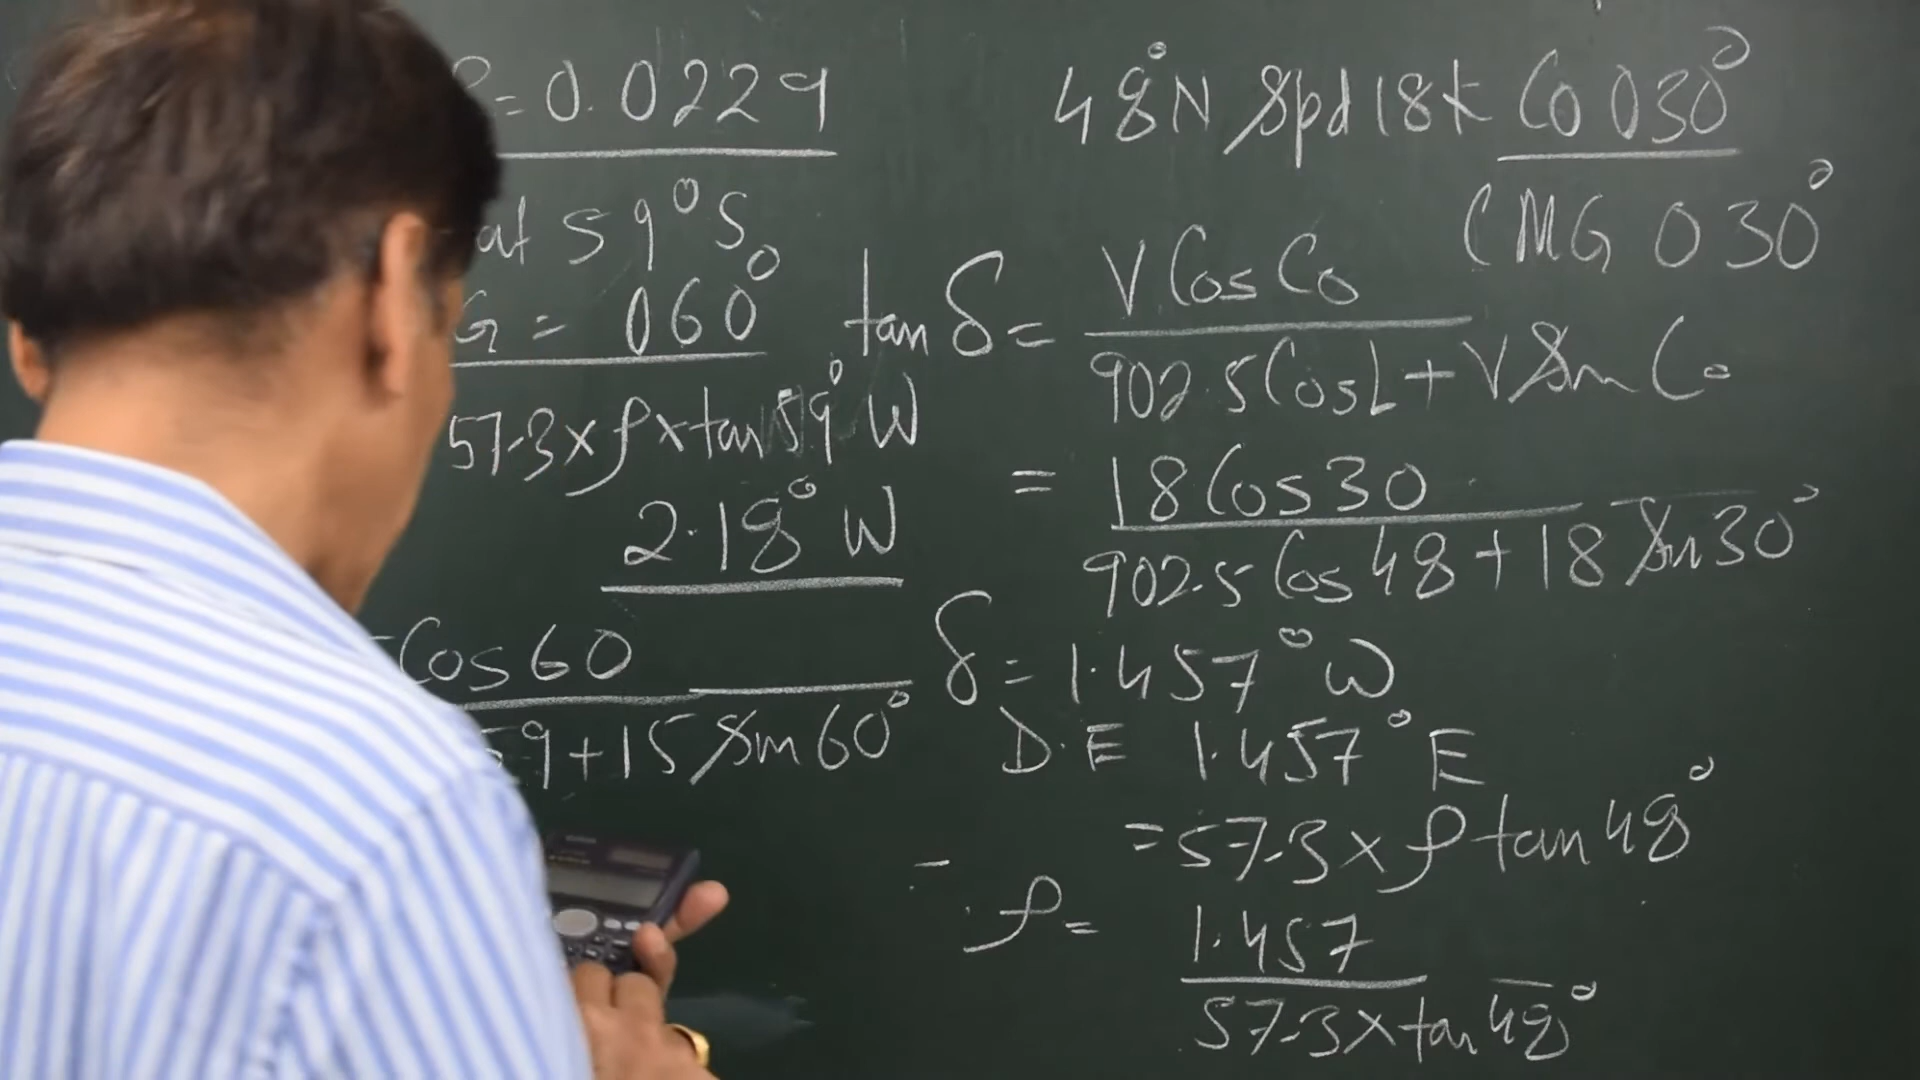 = 0.0229
at 59° S
G = 060°
57.3 x ρ x tan 59° W
2.18° W
Cos 60
59 + 15 Sin 60°
48°N Spd 18k Co 030°
CMG 030°
tan δ = V Cos Co
902.5 Cos L + V Sin Co
= 18 Cos 30
902.5 Cos 48 + 18 Sin 30°
δ = 1.457° W
D.E 1.457° E
= 57.3 x ρ tan 48°
ρ = 1.457
57.3 x tan 48°